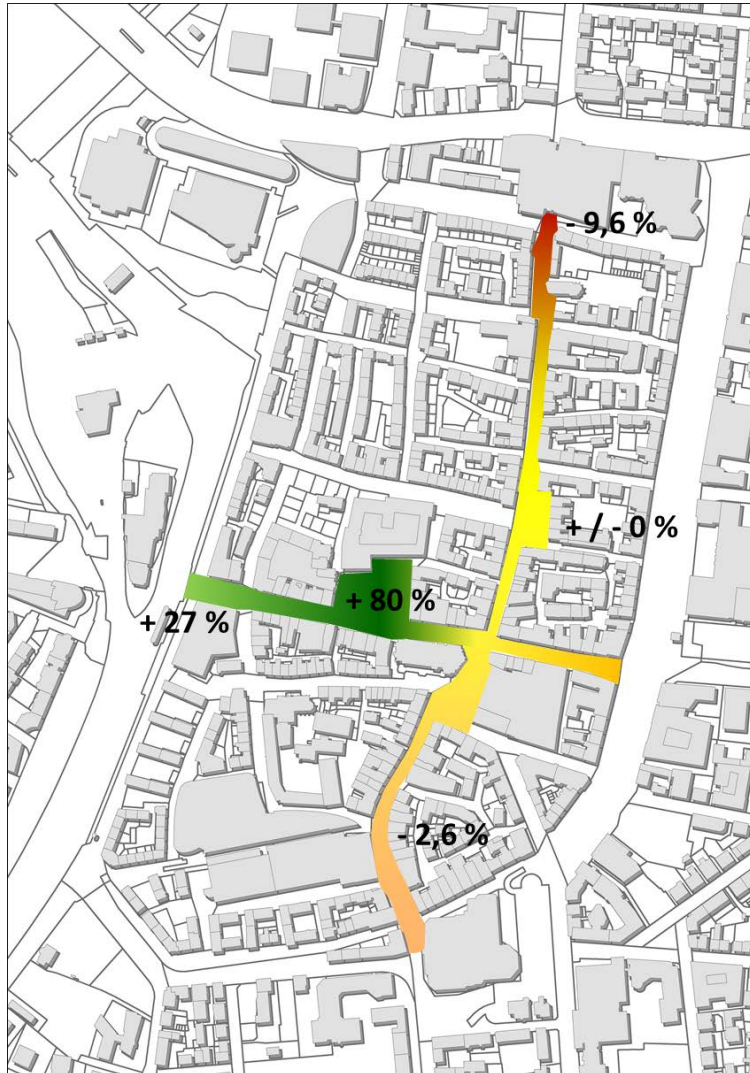 - 9,6 %
+ / - 0 %
+ 80 %
+ 27 %
- 2,6 %